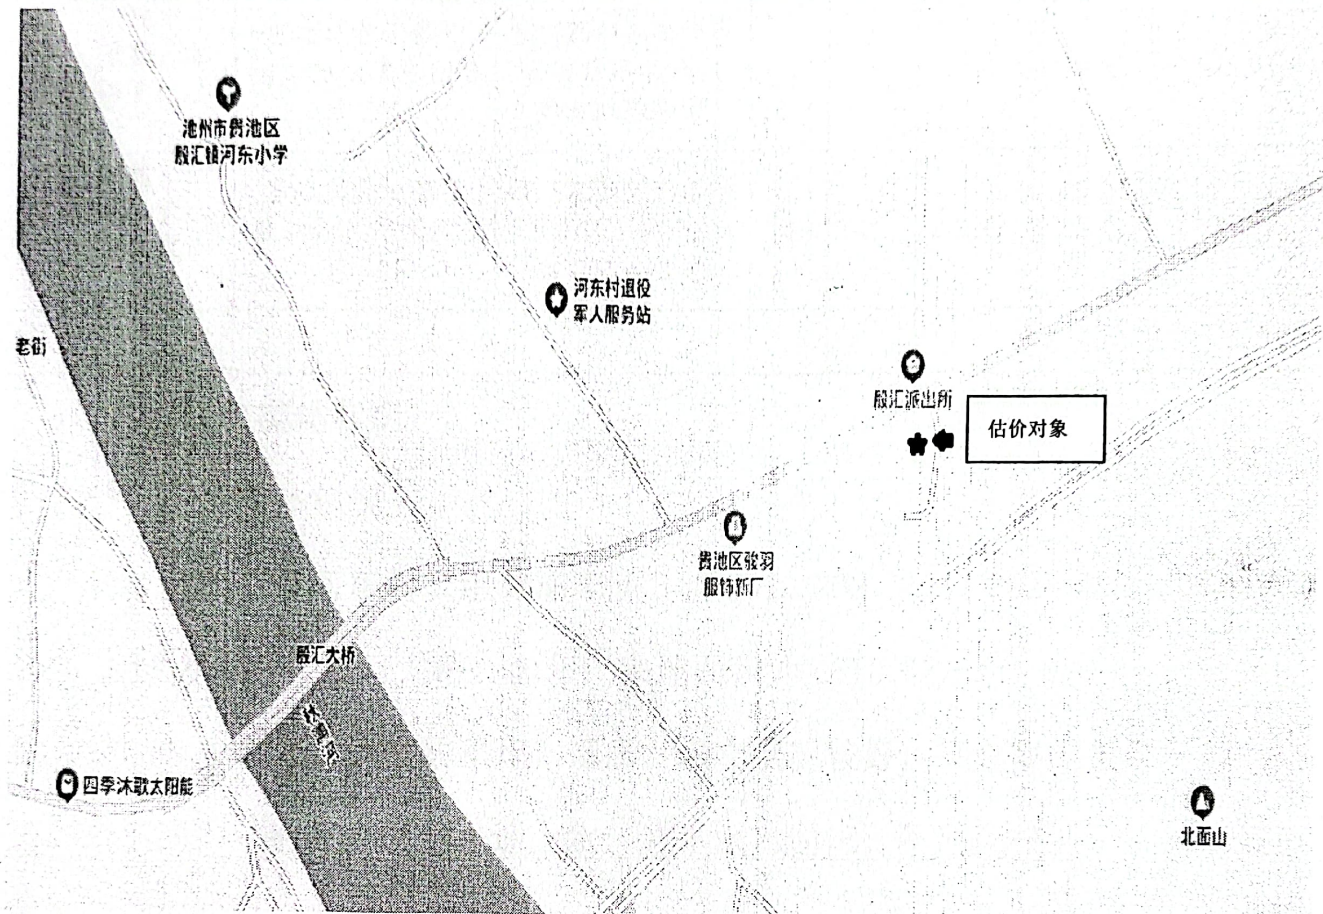 池州市贵池区
殷汇镇河东小学
河东村退役
军人服务站
老街
殷汇派出所
估价对象
贵池区骏羽
服饰新厂
殷汇大桥
四季沐歌太阳能
北面山